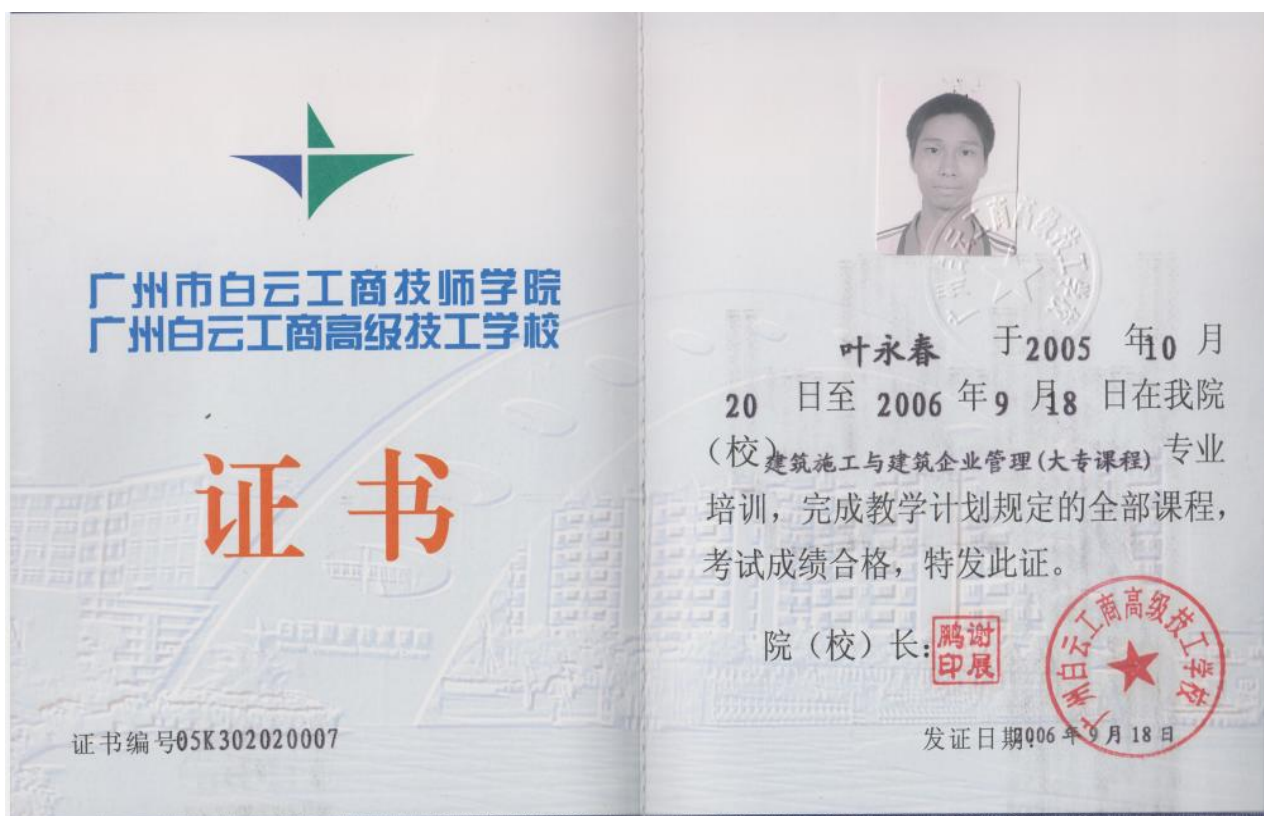 广州市白云工商技师学院
广州白云工商高级技工学校
证书
证书编号05K302020007
叶永春 于2005 年10 月
20 日至 2006 年9 月18 日在我院
(校)建筑施工与建筑企业管理(大专课程)专业
培训，完成教学计划规定的全部课程，
考试成绩合格，特发此证。
院（校）长：谢展鹏印
广州白云工商高级技工学校
发证日期：2006 年 9 月 18 日